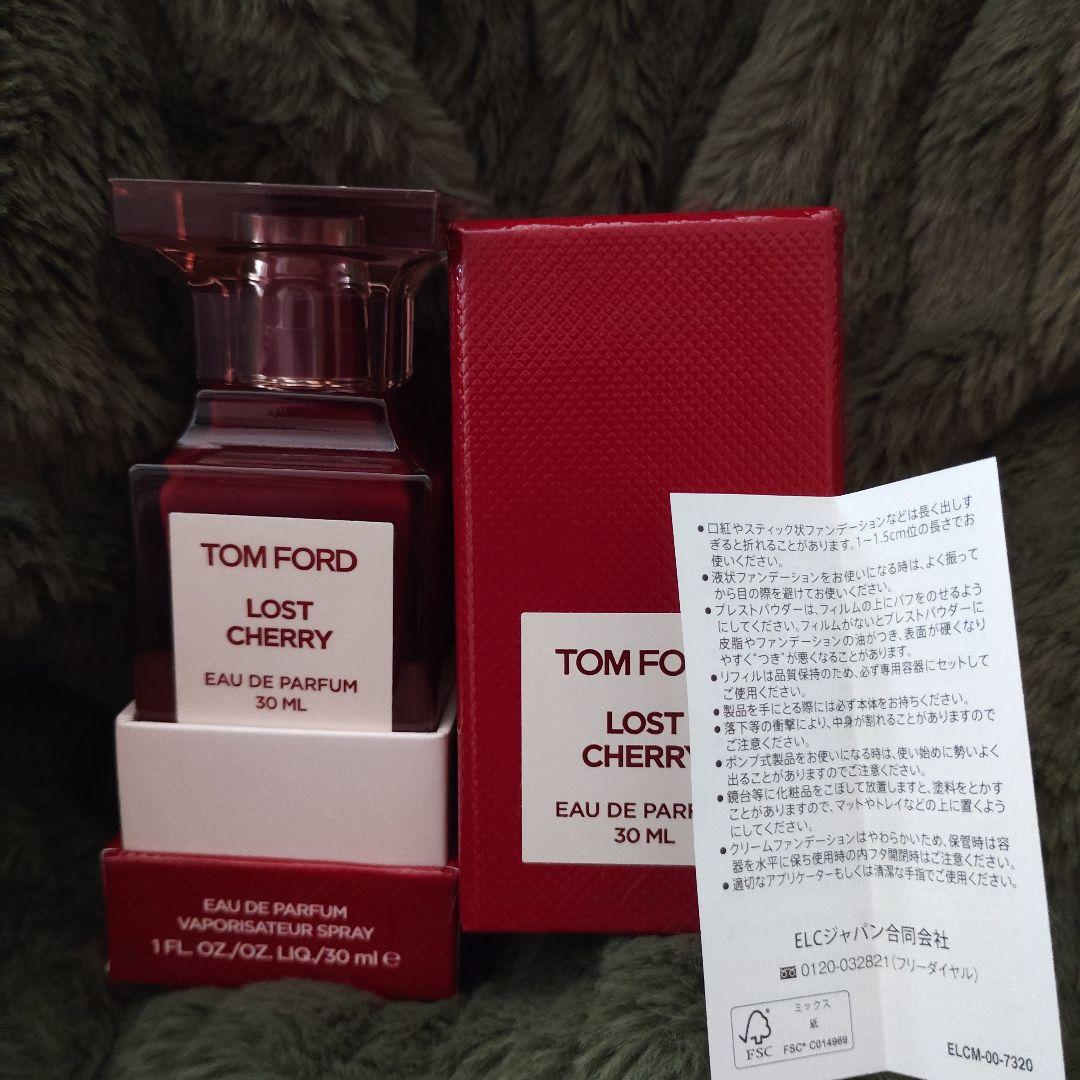 TOM FORD
LOST
CHERRY
EAU DE PARFUM
30 ML
EAU DE PARFUM
VAPORISATEUR SPRAY
1 FL. OZ./OZ. LIQ./30 ml e
TOM FO
LOST
CHERRY
EAU DE PARF
30 ML
●口紅やスティック状ファンデーションなどは長く出しす
ぎると折れることがあります。1~1.5cm位の長さでお
使いください。
●液状ファンデーションをお使いになる時は、よく振って
から目の際を避けてお使いください。
●プレストパウダーは、フィルムの上にパフをのせるよう
にしてください。フィルムがないとプレストパウダーに
皮脂やファンデーションの油がつき、表面が硬くなり
やすく“つき”が悪くなることがあります。
●リフィルは品質保持のため、必ず専用容器にセットして
ご使用ください。
●製品を手にとる際には必ず本体をお持ちください。
●落下等の衝撃により、中身が割れることがありますので
ご注意ください。
●ポンプ式製品をお使いになる時は、使い始めに勢いよく
出ることがありますのでご注意ください。
●鏡台等に化粧品をこぼして放置しますと、塗料をとかす
ことがありますので、マットやトレイなどの上に置くよう
にしてください。
●クリームファンデーションはやわらかいため、保管時は容
器を水平に保ち使用時の内フタ開閉時はご注意ください。
●適切なアプリケーターもしくは清潔な手指でご使用ください。
ELCジャパン合同会社
0120-032821(フリーダイヤル)
ミックス
紙
FSC
FSC® C014969
ELCM-00-7320